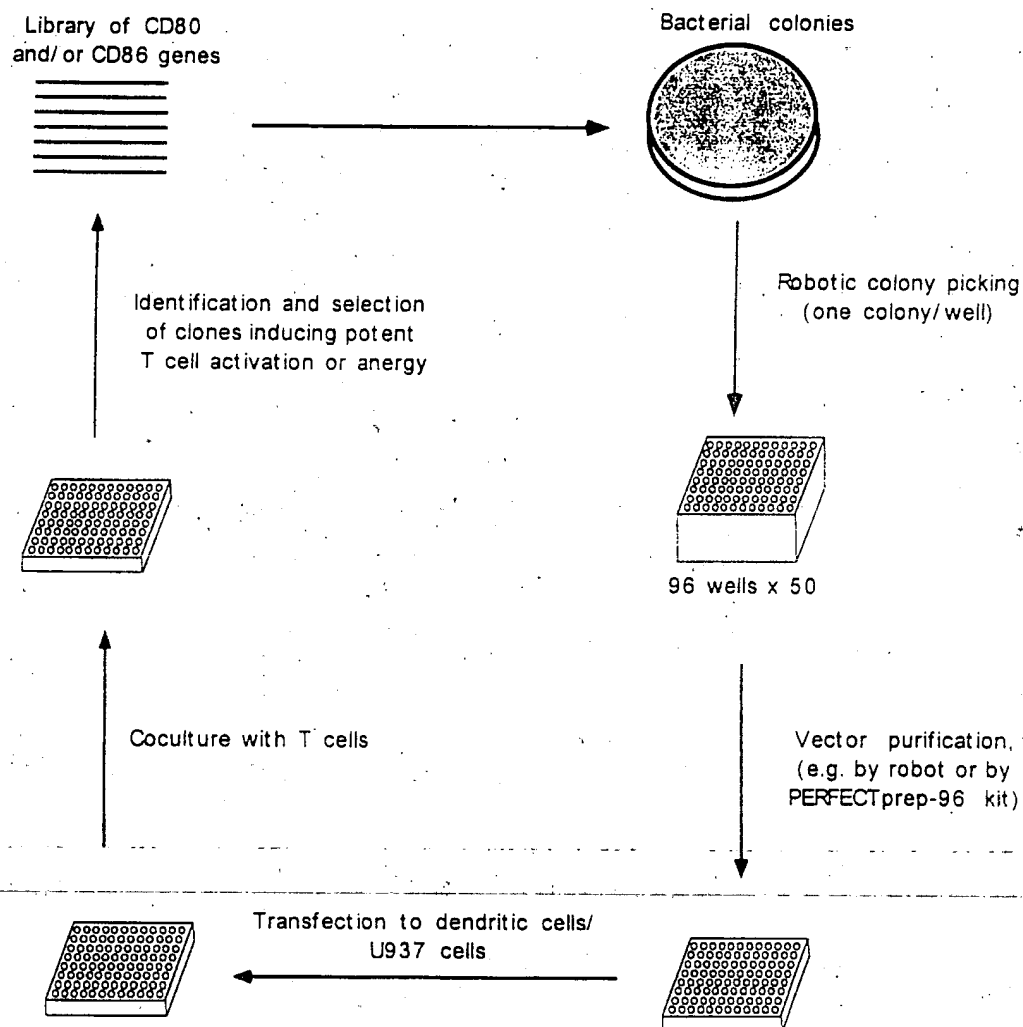 Library of CD80
and/or CD86 genes
Bacterial colonies
Identification and selection
of clones inducing potent
T cell activation or anergy
Robotic colony picking
(one colony/well)
96 wells x 50
Coculture with T cells
Vector purification,
(e.g. by robot or by
PERFECTprep-96 kit)
Transfection to dendritic cells/
U937 cells